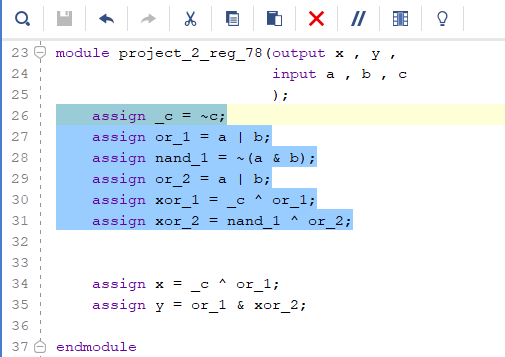 23 module project_2_reg_78(output x , y ,
24 input a , b , c
25 );
26 assign _c = ~c;
27 assign or_1 = a | b;
28 assign nand_1 = ~(a & b);
29 assign or_2 = a | b;
30 assign xor_1 = _c ^ or_1;
31 assign xor_2 = nand_1 ^ or_2;
32
33
34 assign x = _c ^ or_1;
35 assign y = or_1 & xor_2;
36
37 endmodule